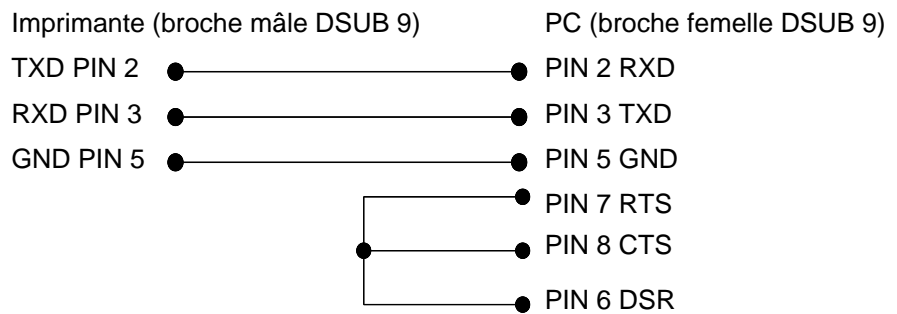 Imprimante (broche mâle DSUB 9) PC (broche femelle DSUB 9)
TXD PIN 2 PIN 2 RXD
RXD PIN 3 PIN 3 TXD
GND PIN 5 PIN 5 GND
PIN 7 RTS
PIN 8 CTS
PIN 6 DSR